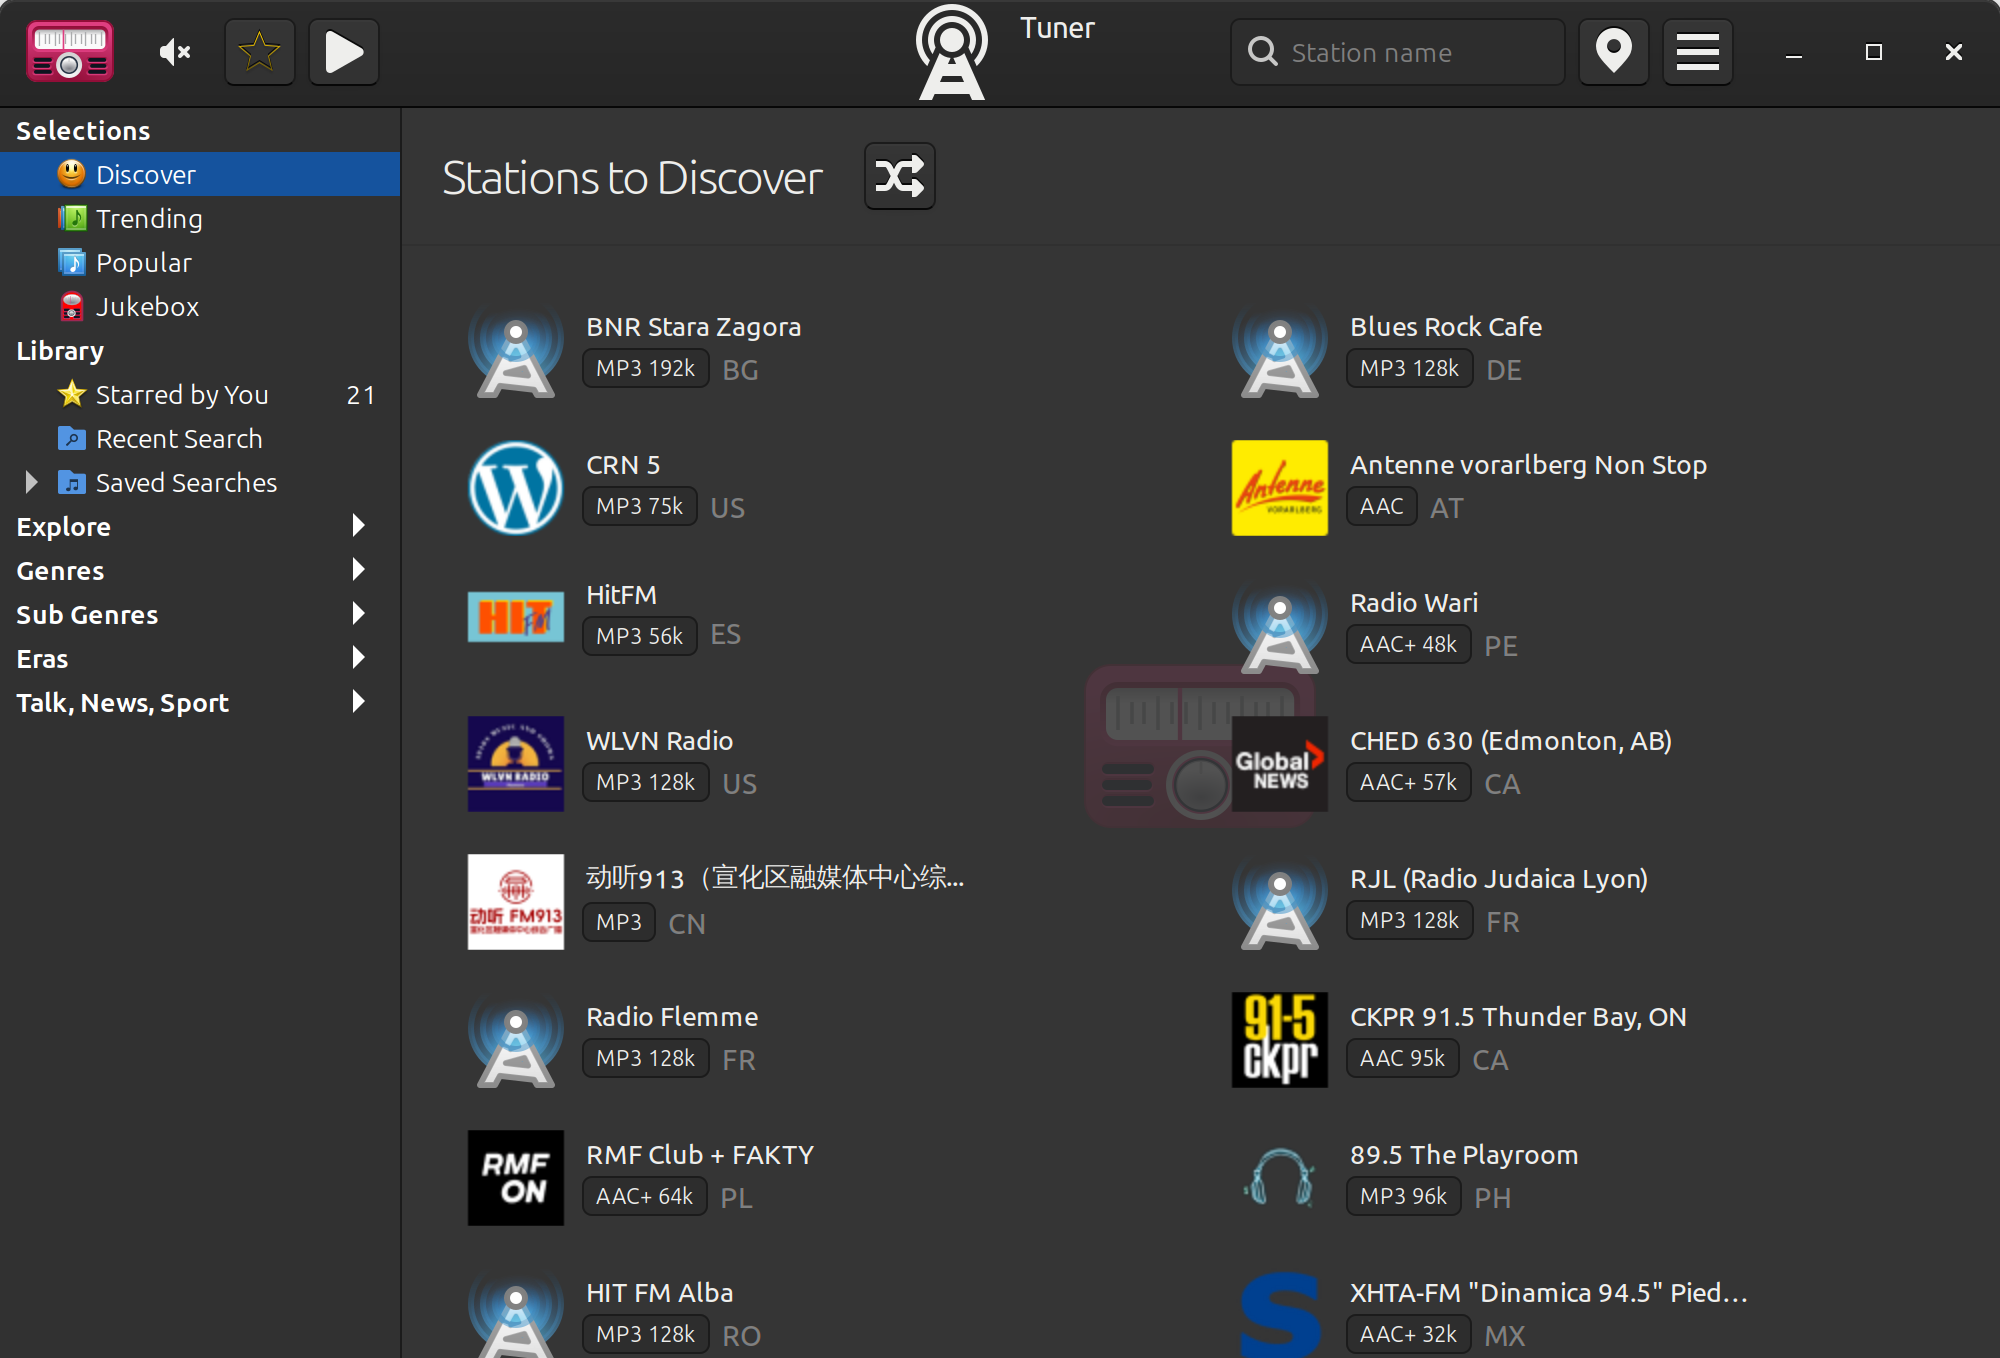 Tuner
Station name
Selections
Discover
Trending
Popular
Jukebox
Library
Starred by You 21
Recent Search
Saved Searches
Explore
Genres
Sub Genres
Eras
Talk, News, Sport
Stations to Discover
BNR Stara Zagora
MP3 192k BG
Blues Rock Cafe
MP3 128k DE
W
CRN 5
MP3 75k US
Antenne
VORARLBERG
Antenne vorarlberg Non Stop
AAC AT
HIT FM
HitFM
MP3 56k ES
Radio Wari
AAC+ 48k PE
WLVN RADIO
WLVN Radio
MP3 128k US
Global
NEWS
CHED 630 (Edmonton, AB)
AAC+ 57k CA
动听 FM913
动听913（宣化区融媒体中心综...
MP3 CN
RJL (Radio Judaica Lyon)
MP3 128k FR
Radio Flemme
MP3 128k FR
91-5
ckpr
CKPR 91.5 Thunder Bay, ON
AAC 95k CA
RMF
ON
RMF Club + FAKTY
AAC+ 64k PL
89.5 The Playroom
MP3 96k PH
HIT FM Alba
MP3 128k RO
S
XHTA-FM "Dinamica 94.5" Pied...
AAC+ 32k MX